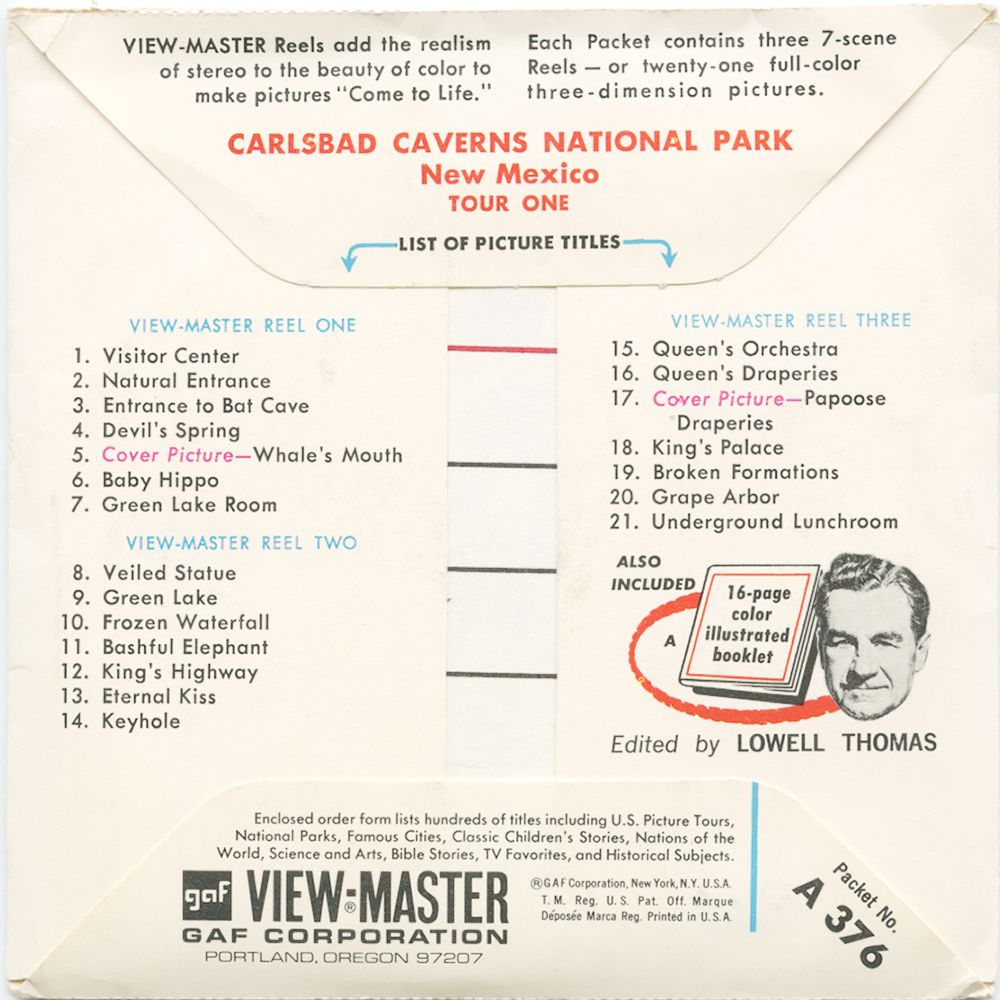 VIEW-MASTER Reels add the realism
of stereo to the beauty of color to
make pictures "Come to Life."
Each Packet contains three 7-scene
Reels — or twenty-one full-color
three-dimension pictures.
CARLSBAD CAVERNS NATIONAL PARK
New Mexico
TOUR ONE
LIST OF PICTURE TITLES
VIEW-MASTER REEL ONE
1. Visitor Center
2. Natural Entrance
3. Entrance to Bat Cave
4. Devil's Spring
5. Cover Picture—Whale's Mouth
6. Baby Hippo
7. Green Lake Room
VIEW-MASTER REEL TWO
8. Veiled Statue
9. Green Lake
10. Frozen Waterfall
11. Bashful Elephant
12. King's Highway
13. Eternal Kiss
14. Keyhole
VIEW-MASTER REEL THREE
15. Queen's Orchestra
16. Queen's Draperies
17. Cover Picture—Papoose
Draperies
18. King's Palace
19. Broken Formations
20. Grape Arbor
21. Underground Lunchroom
ALSO
INCLUDED
A
16-page
color
illustrated
booklet
Edited by LOWELL THOMAS
Enclosed order form lists hundreds of titles including U.S. Picture Tours,
National Parks, Famous Cities, Classic Children's Stories, Nations of the
World, Science and Arts, Bible Stories, TV Favorites, and Historical Subjects.
gaf VIEW-MASTER®
GAF CORPORATION
PORTLAND, OREGON 97207
®GAF Corporation, New York, N.Y. U.S.A.
T.M. Reg. U.S. Pat. Off. Marque
Déposée Marca Reg. Printed in U.S.A.
Packet No.
A 376